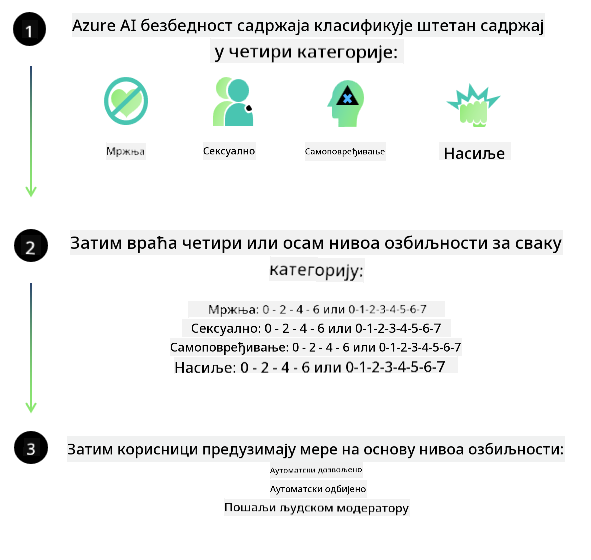 1
Azure AI безбедност садржаја класификује штетан садржај
у четири категорије:
Мржња
Сексуално
Самоповређивање
Насиље
2
Затим враћа четири или осам нивоа озбиљности за сваку
категорију:
Мржња: 0 - 2 - 4 - 6 или 0-1-2-3-4-5-6-7
Сексуално: 0 - 2 - 4 - 6 или 0-1-2-3-4-5-6-7
Самоповређивање: 0 - 2 - 4 - 6 или 0-1-2-3-4-5-6-7
Насиље: 0 - 2 - 4 - 6 или 0-1-2-3-4-5-6-7
3
Затим корисници предузимају мере на основу нивоа озбиљности:
Аутоматски дозвољено
Аутоматски одбијено
Пошаљи људском модератору